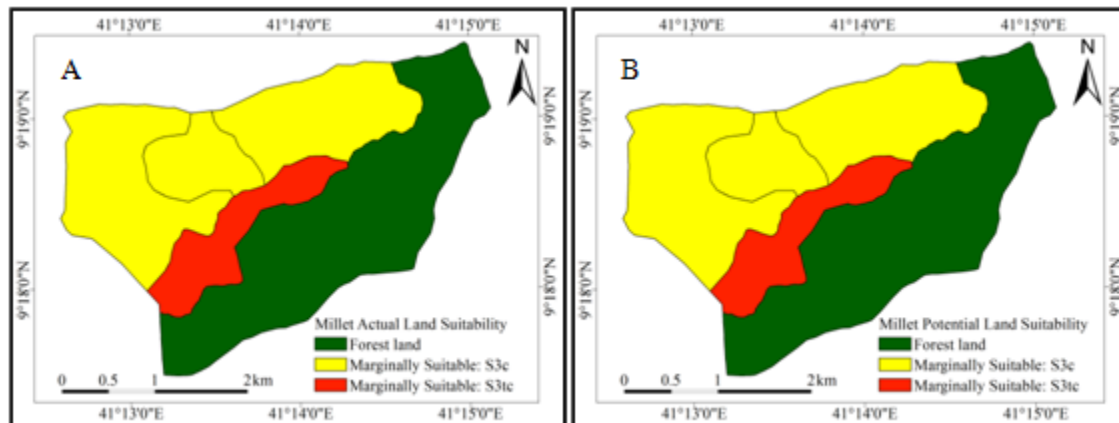 41°13'0"E 41°14'0"E 41°15'0"E
A
N
9°19'0"N
9°19'0"N
9°18'0"N
9°18'0"N
Millet Actual Land Suitability
Forest land
Marginally Suitable: S3c
Marginally Suitable: S3tc
0 0.5 1 2km
41°13'0"E 41°14'0"E 41°15'0"E
41°13'0"E 41°14'0"E 41°15'0"E
B
N
9°19'0"N
9°19'0"N
9°18'0"N
9°18'0"N
Millet Potential Land Suitability
Forest land
Marginally Suitable: S3c
Marginally Suitable: S3tc
0 0.5 1 2km
41°13'0"E 41°14'0"E 41°15'0"E